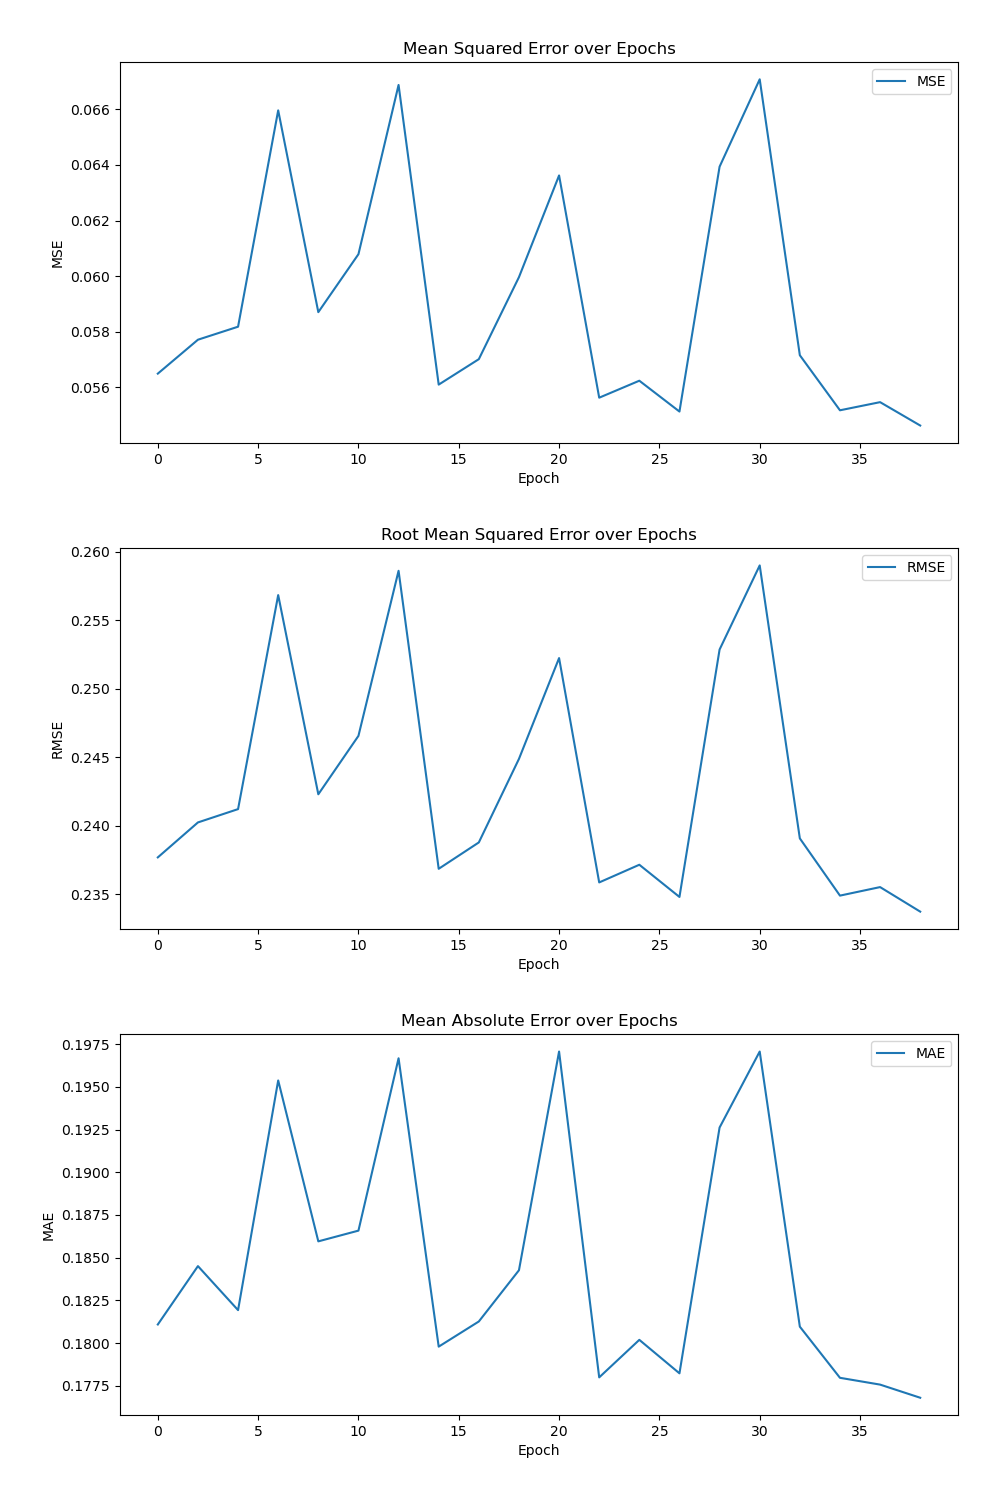 Mean Squared Error over Epochs
MSE
0.066
0.064
0.062
0.060
0.058
0.056
MSE
0 5 10 15 20 25 30 35
Epoch
Root Mean Squared Error over Epochs
RMSE
0.260
0.255
0.250
0.245
0.240
0.235
RMSE
0 5 10 15 20 25 30 35
Epoch
Mean Absolute Error over Epochs
MAE
0.1975
0.1950
0.1925
0.1900
0.1875
0.1850
0.1825
0.1800
0.1775
MAE
0 5 10 15 20 25 30 35
Epoch